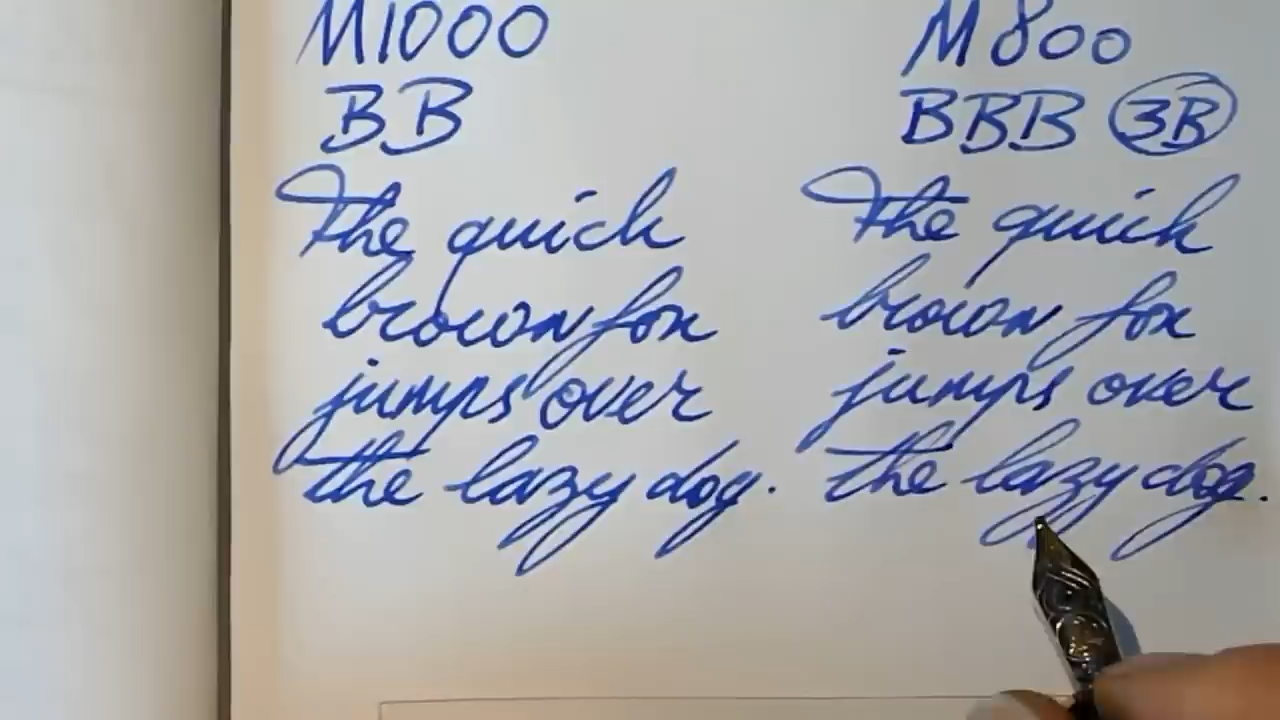 M1000
BB
The quick
brown fox
jumps over
the lazy dog.
M800
BBB 3B
The quick
brown fox
jumps over
the lazy dog.